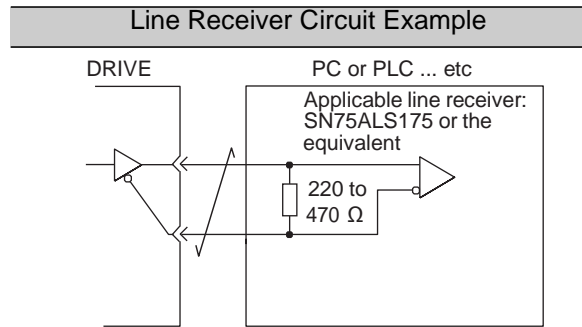 Line Receiver Circuit Example
DRIVE
PC or PLC ... etc
Applicable line receiver:
SN75ALS175 or the
equivalent
220 to
470 Ω